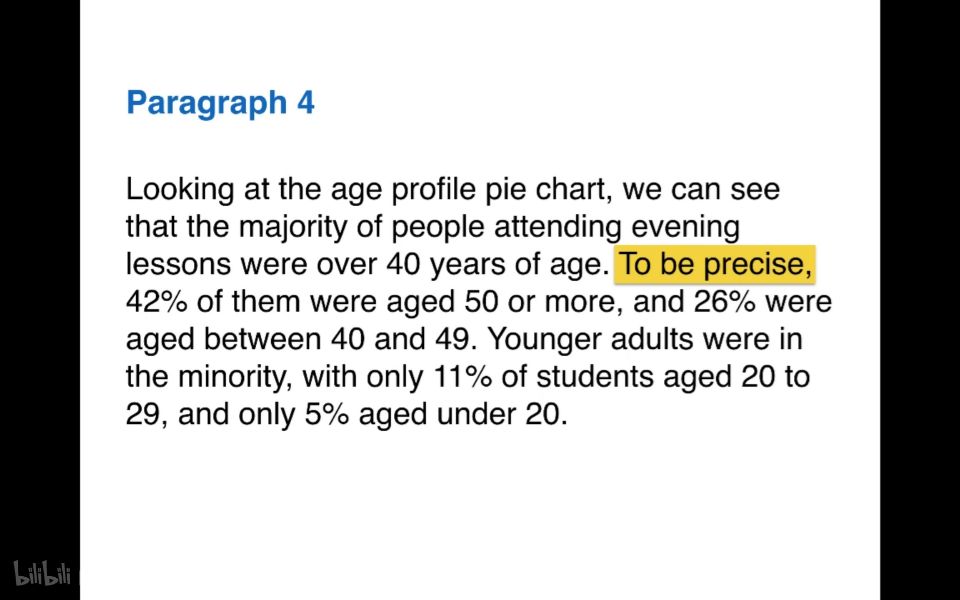 Paragraph 4
Looking at the age profile pie chart, we can see
that the majority of people attending evening
lessons were over 40 years of age. To be precise,
42% of them were aged 50 or more, and 26% were
aged between 40 and 49. Younger adults were in
the minority, with only 11% of students aged 20 to
29, and only 5% aged under 20.
bilibili